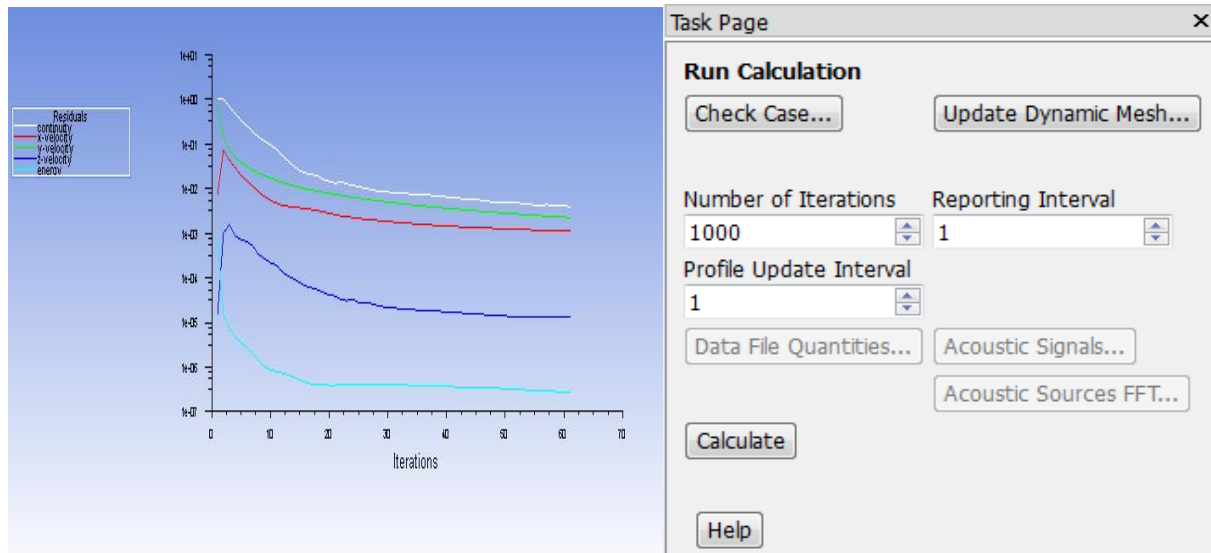 1e+01
1e+00
1e-01
1e-02
1e-03
1e-04
1e-05
1e-06
1e-07
Residuals
continuity
x-velocity
y-velocity
z-velocity
energy
0 10 20 30 40 50 60 70
Iterations
Task Page
Run Calculation
Check Case... Update Dynamic Mesh...
Number of Iterations Reporting Interval
1000 1
Profile Update Interval
1
Data File Quantities... Acoustic Signals...
Acoustic Sources FFT...
Calculate
Help